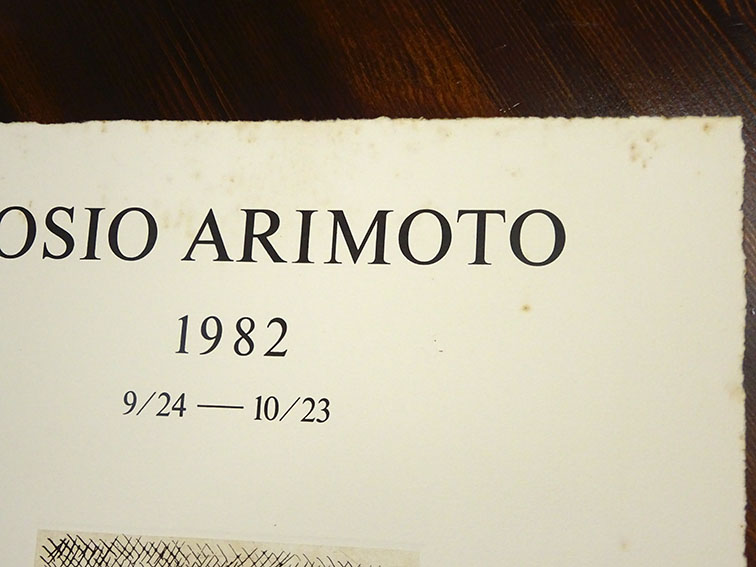 OSIO ARIMOTO
1982
9/24 — 10/23